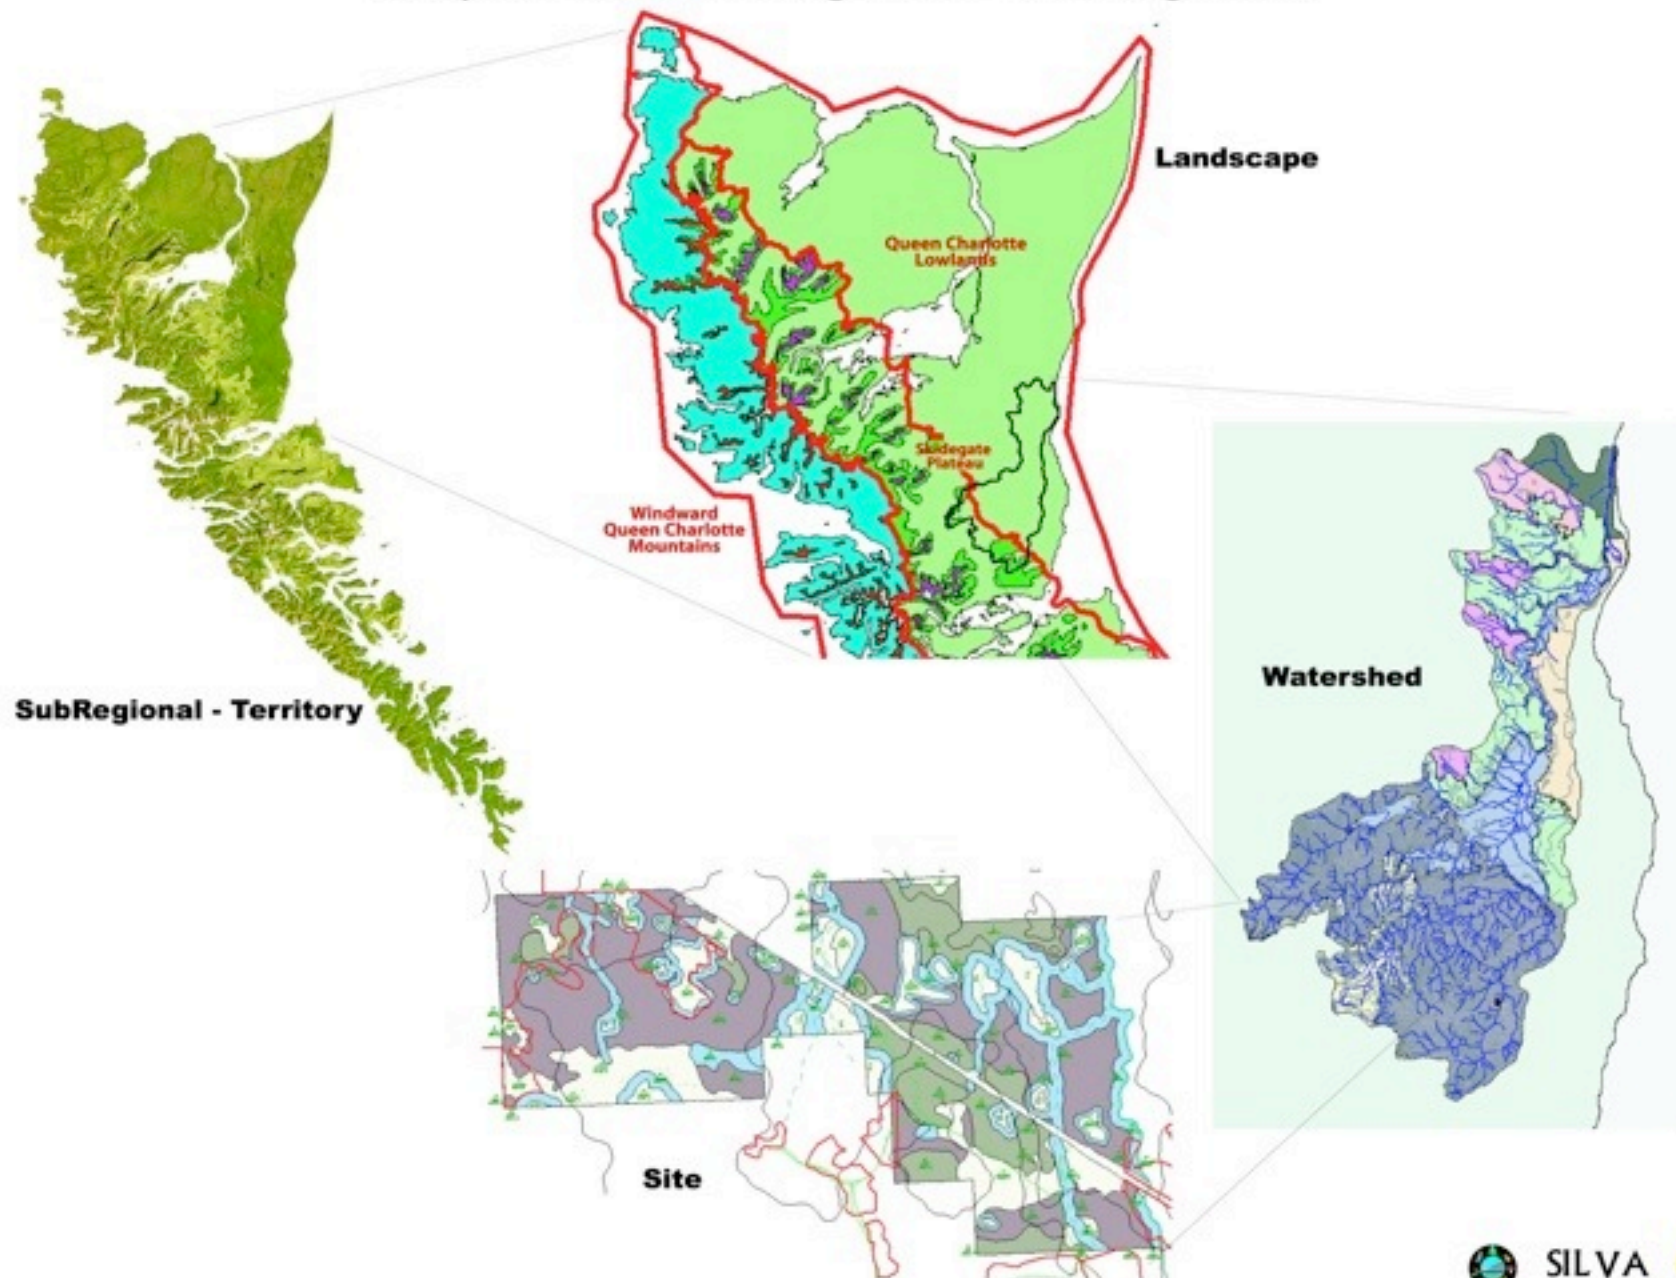 Landscape
Queen Charlotte
Lowlands
Skidegate
Plateau
Windward
Queen Charlotte
Mountains
Watershed
SubRegional - Territory
Site
SILVA